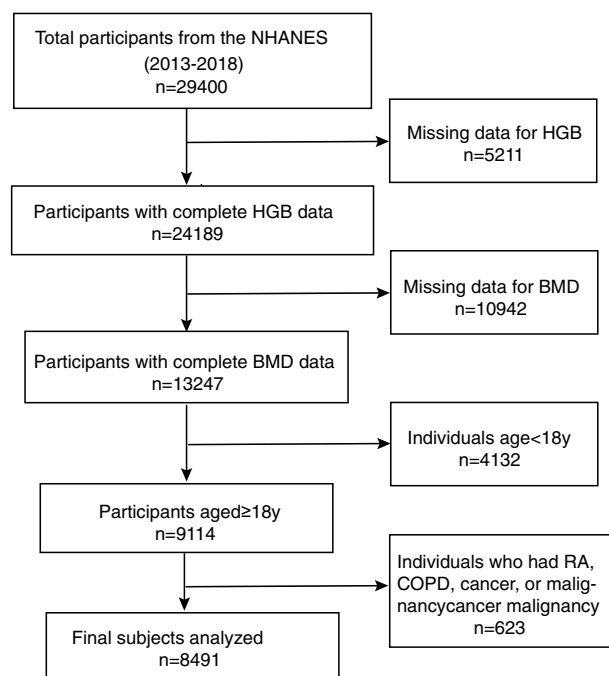 Total participants from the NHANES
(2013-2018)
n=29400
Missing data for HGB
n=5211
Participants with complete HGB data
n=24189
Missing data for BMD
n=10942
Participants with complete BMD data
n=13247
Individuals age<18y
n=4132
Participants aged≥18y
n=9114
Individuals who had RA,
COPD, cancer, or malig-
nancycancer malignancy
n=623
Final subjects analyzed
n=8491